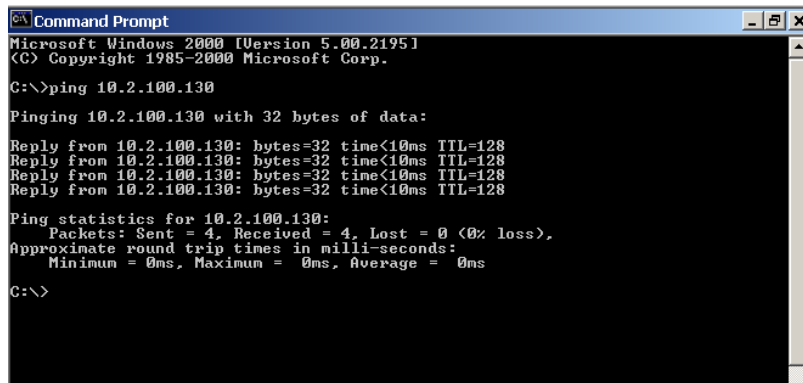 Command Prompt
Microsoft Windows 2000 [Version 5.00.2195]
(C) Copyright 1985-2000 Microsoft Corp.
C:\>ping 10.2.100.130
Pinging 10.2.100.130 with 32 bytes of data:
Reply from 10.2.100.130: bytes=32 time<10ms TTL=128
Reply from 10.2.100.130: bytes=32 time<10ms TTL=128
Reply from 10.2.100.130: bytes=32 time<10ms TTL=128
Reply from 10.2.100.130: bytes=32 time<10ms TTL=128
Ping statistics for 10.2.100.130:
    Packets: Sent = 4, Received = 4, Lost = 0 (0% loss),
Approximate round trip times in milli-seconds:
    Minimum = 0ms, Maximum =  0ms, Average =  0ms
C:\>